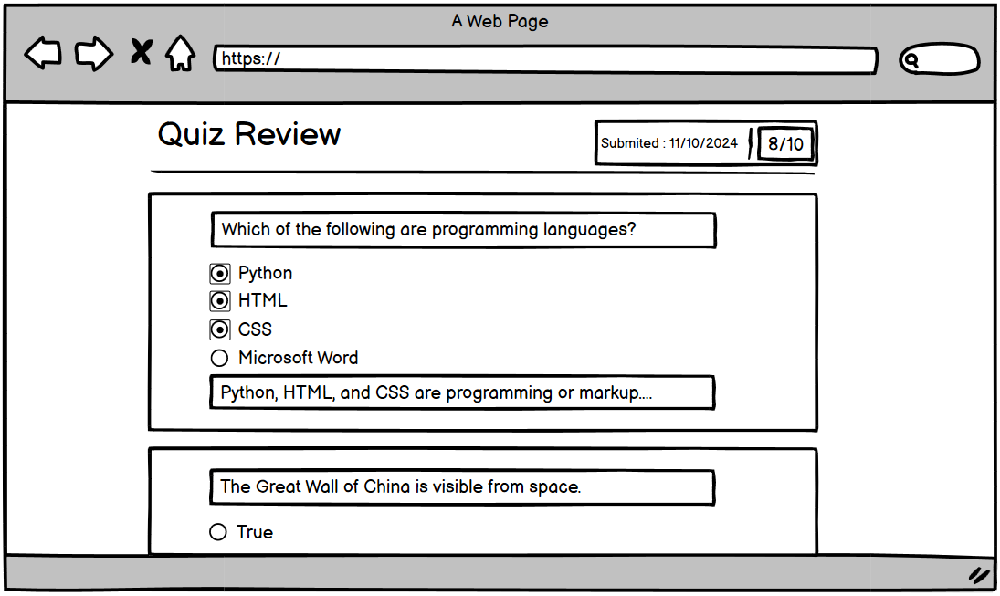 A Web Page
https://
Quiz Review
Submited : 11/10/2024
8/10
Which of the following are programming languages?
Python
HTML
CSS
Microsoft Word
Python, HTML, and CSS are programming or markup....
The Great Wall of China is visible from space.
True